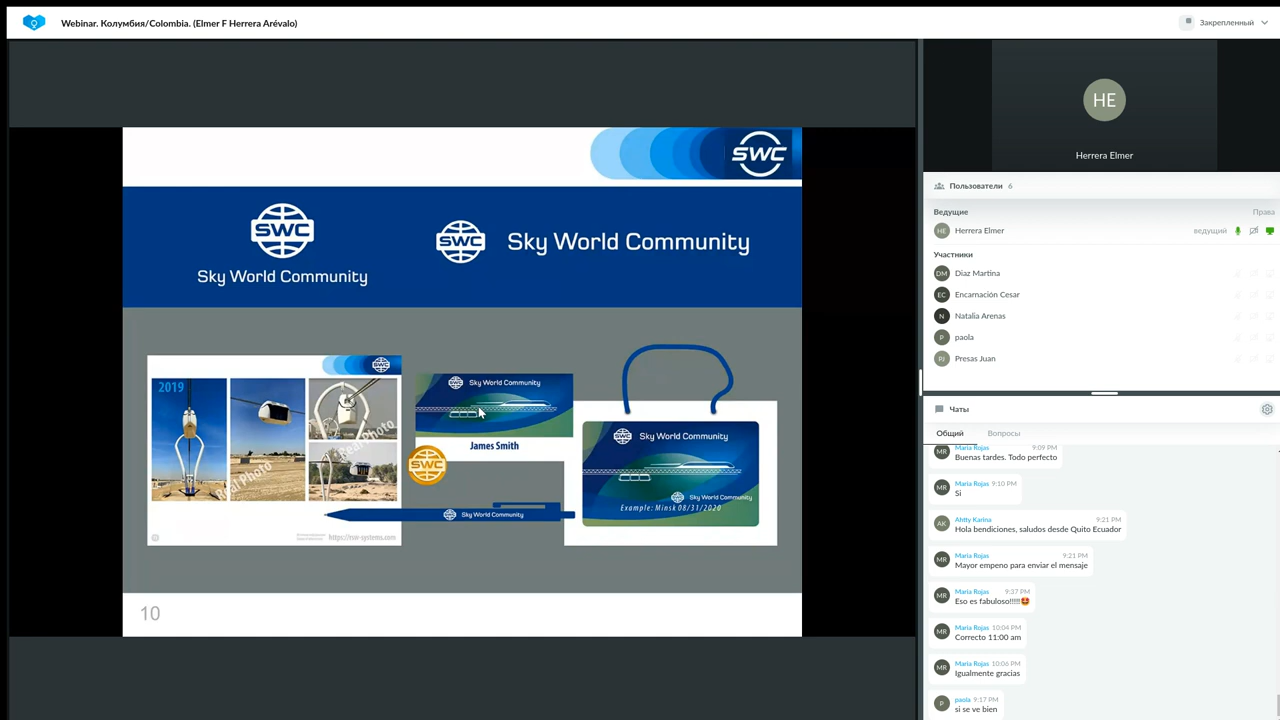 Webinar. Колумбия/Colombia. (Elmer F Herrera Arévalo)
Закрепленный
SWC
SWC
Sky World Community
SWC
Sky World Community
2019
Real Photo
Real Photo
https://rsw-systems.com
Sky World Community
James Smith
SWC
Sky World Community
Sky World Community
Sky World Community
Example: Minsk 08/31/2020
10
HE
Herrera Elmer
Пользователи 6
Ведущие
Права
HE
Herrera Elmer
ведущий
Участники
DM
Diaz Martina
EC
Encarnación Cesar
N
Natalia Arenas
P
paola
PJ
Presas Juan
Чаты
Общий
Вопросы
MR
Maria Rojas 9:09 PM
Buenas tardes. Todo perfecto
MR
Maria Rojas 9:10 PM
Si
AK
Ahtty Karina 9:21 PM
Hola bendiciones, saludos desde Quito Ecuador
MR
Maria Rojas 9:21 PM
Mayor empeno para enviar el mensaje
MR
Maria Rojas 9:37 PM
Eso es fabuloso!!!!!🤩
MR
Maria Rojas 10:04 PM
Correcto 11:00 am
MR
Maria Rojas 10:06 PM
Igualmente gracias
P
paola 9:17 PM
si se ve bien